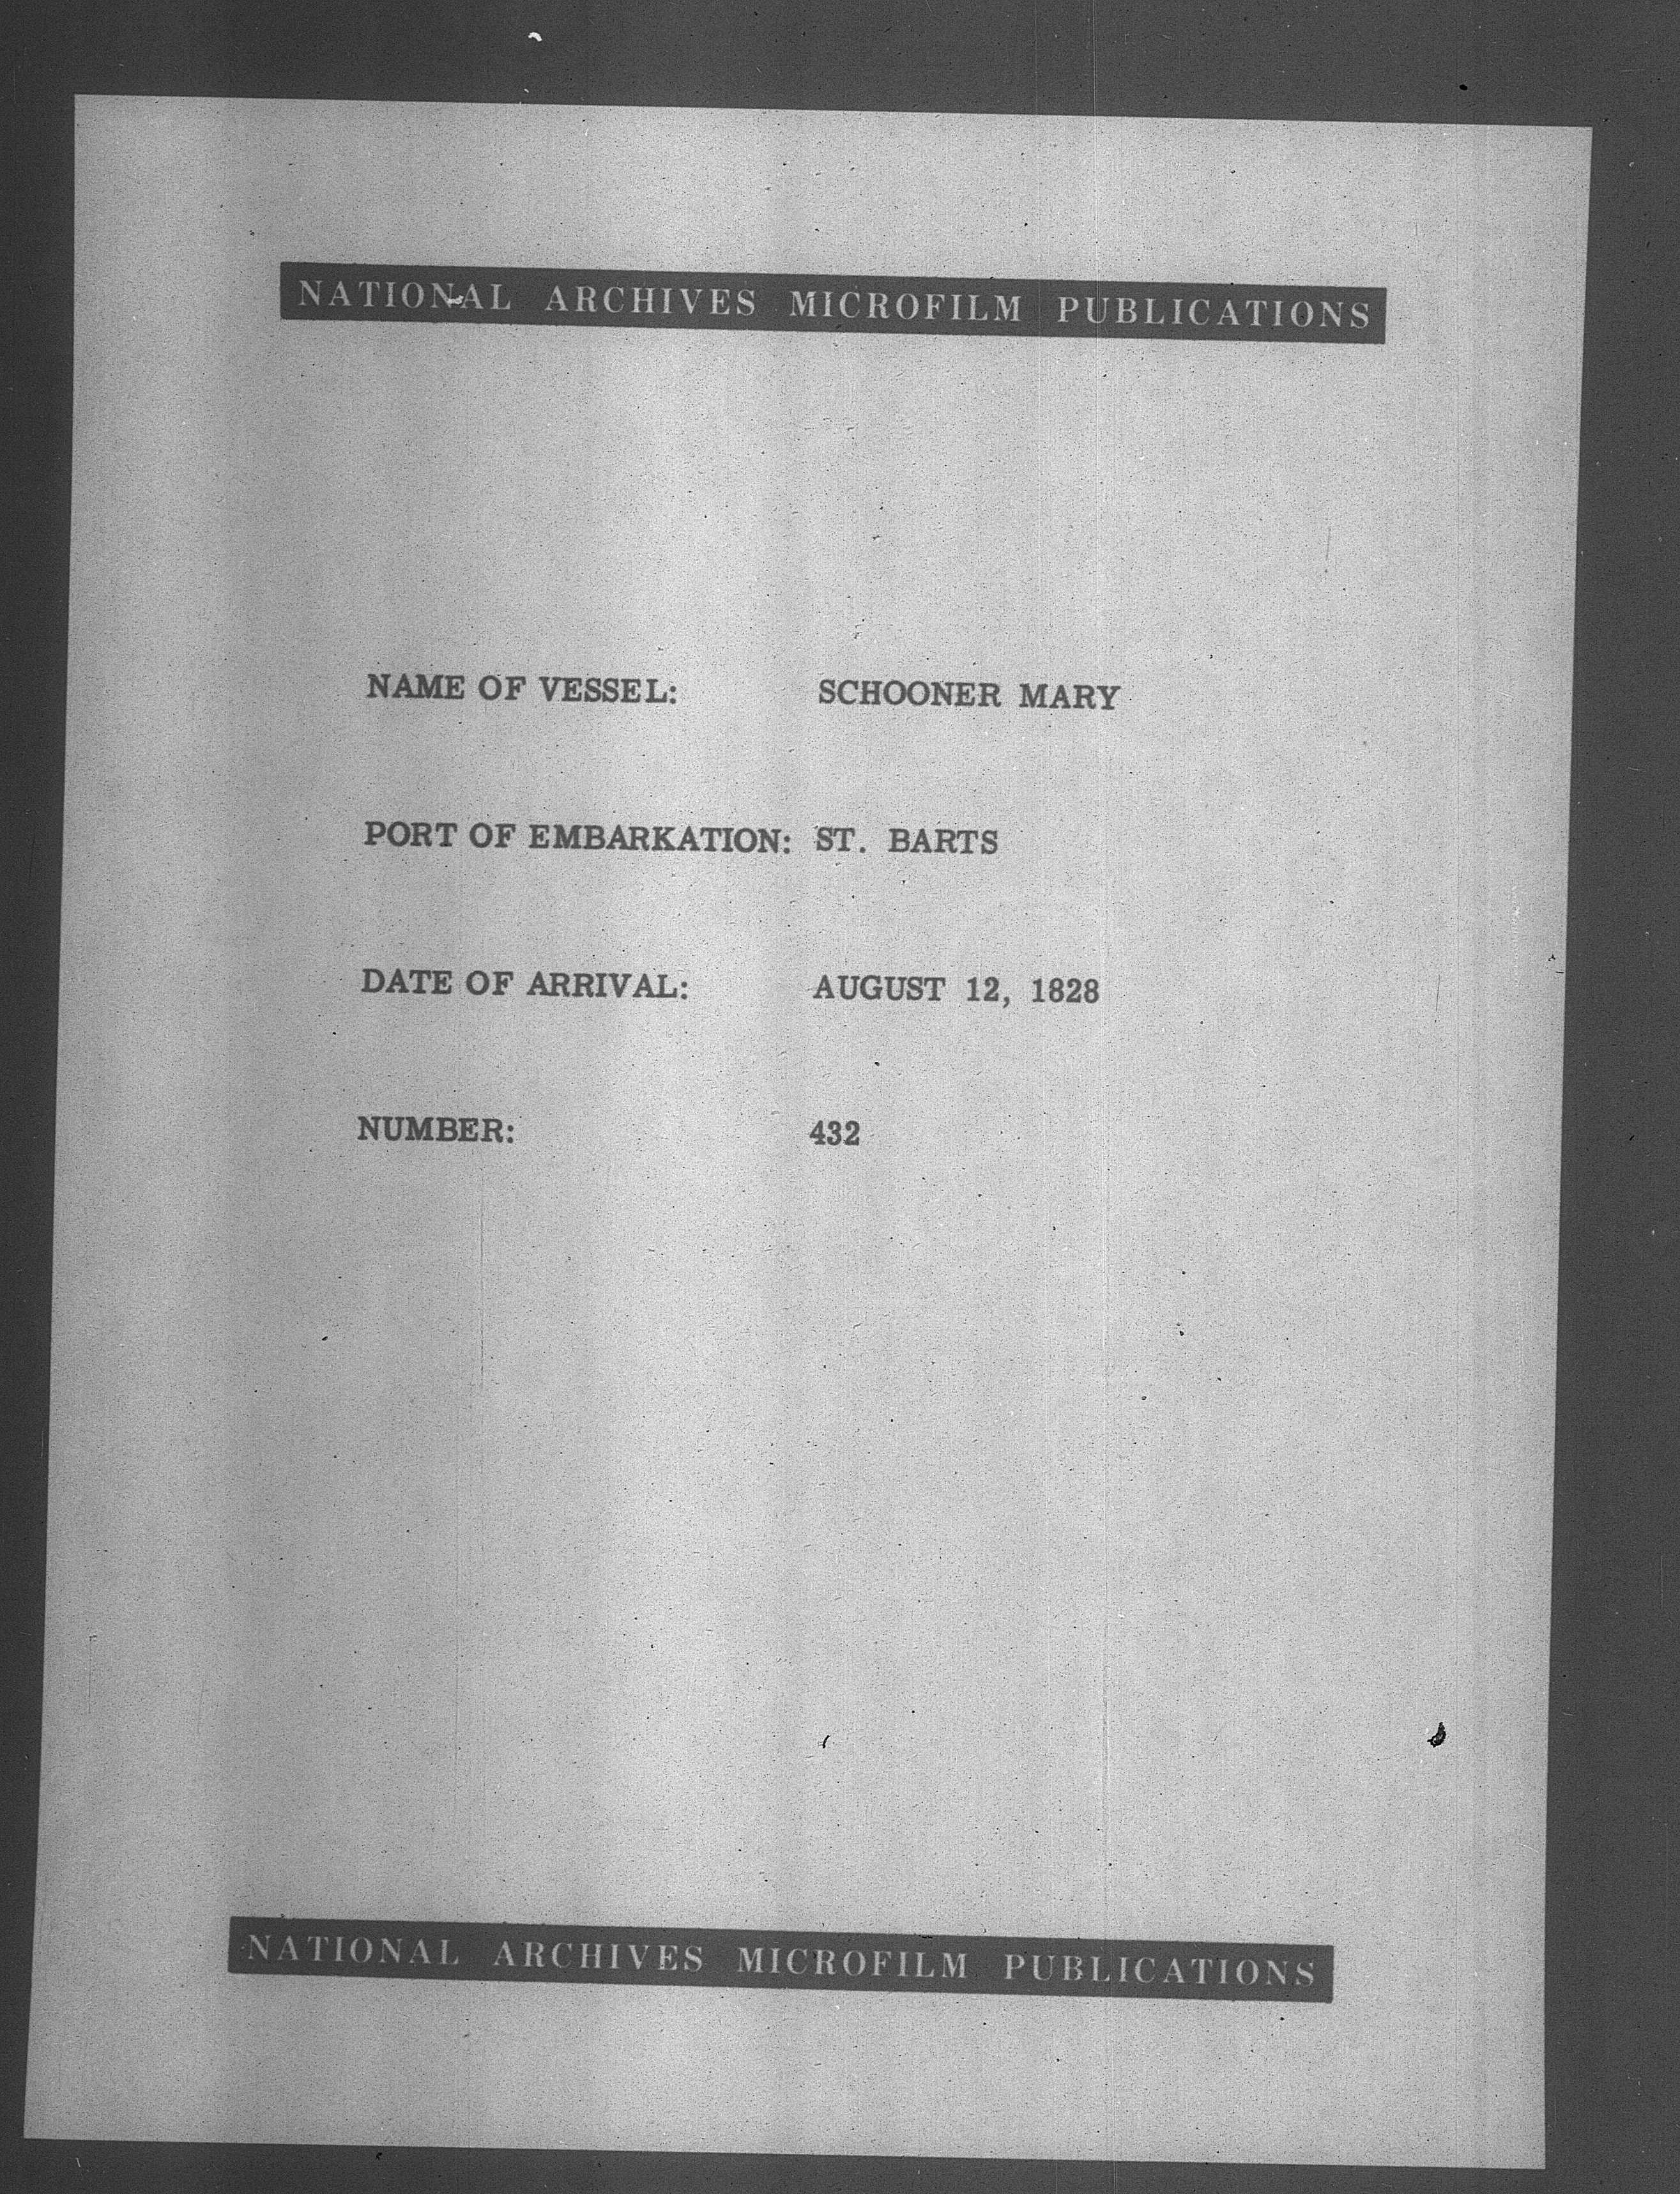 NATIONAL ARCHIVES MICROFILM PUBLICATIONS
NAME OF VESSEL: SCHOONER MARY
PORT OF EMBARKATION: ST. BARTS
DATE OF ARRIVAL: AUGUST 12, 1828
NUMBER: 432
NATIONAL ARCHIVES MICROFILM PUBLICATIONS